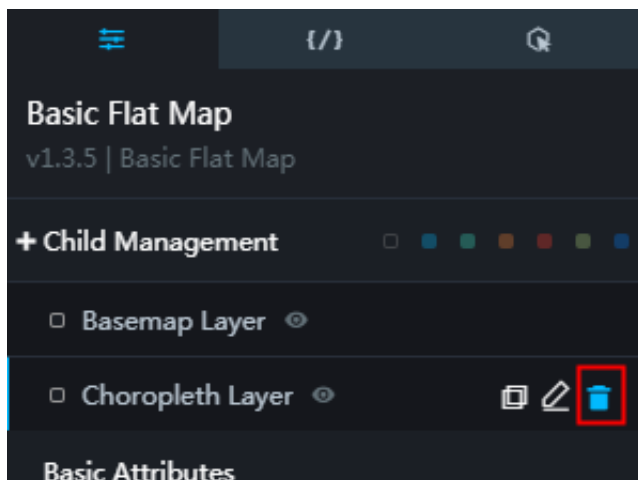 {/}
Basic Flat Map
v1.3.5 | Basic Flat Map
+ Child Management
Basemap Layer
Choropleth Layer
Basic Attributes